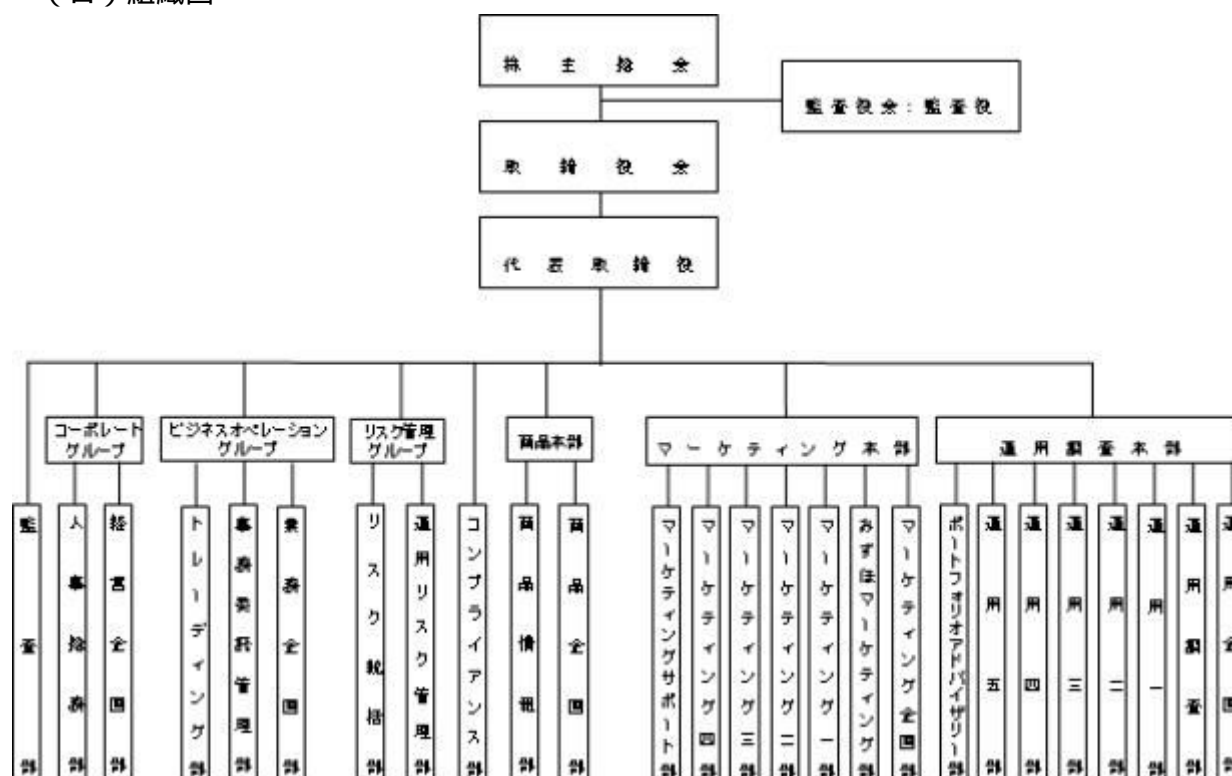 株主総会
監査役会：監査役
取締役会
代表取締役
コーポレート
グループ
ビジネスオペレーション
グループ
リスク管理
グループ
商品本部
マーケティング本部
運用調査本部
監査部
人事総務部
経営企画部
トレーディング部
事務委託管理部
業務企画部
リスク統括部
運用リスク管理部
コンプライアンス部
商品情報部
商品企画部
マーケティングサポート部
マーケティング四部
マーケティング三部
マーケティング二部
マーケティング一部
みずほマーケティング部
マーケティング企画部
ポートフォリオアドバイザリー部
運用五部
運用四部
運用三部
運用二部
運用一部
運用調査部
運用企画部